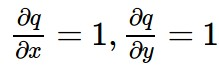 ∂q/∂x = 1, ∂q/∂y = 1